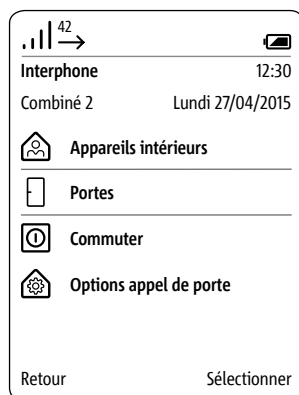 42
Interphone 12:30
Combiné 2 Lundi 27/04/2015
Appareils intérieurs
Portes
Commuter
Options appel de porte
Retour Sélectionner